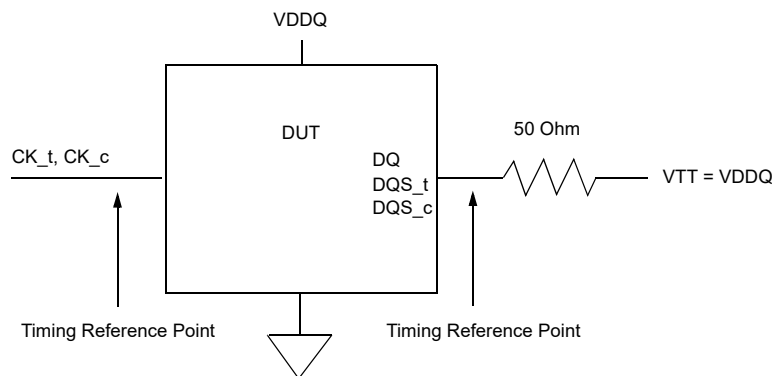 VDDQ
DUT
50 Ohm
CK_t, CK_c
DQ
DQS_t
DQS_c
VTT = VDDQ
Timing Reference Point
Timing Reference Point